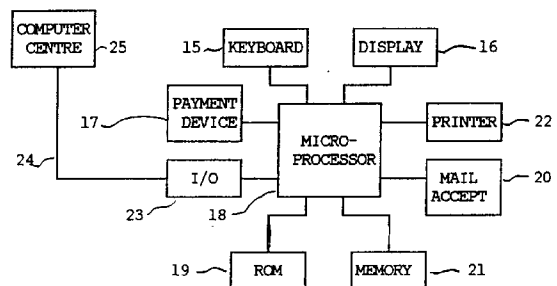 COMPUTER
CENTRE
25
15
KEYBOARD
DISPLAY
16
17
PAYMENT
DEVICE
MICRO-
PROCESSOR
PRINTER
22
24
I/O
23
18
MAIL
ACCEPT
20
19
ROM
MEMORY
21